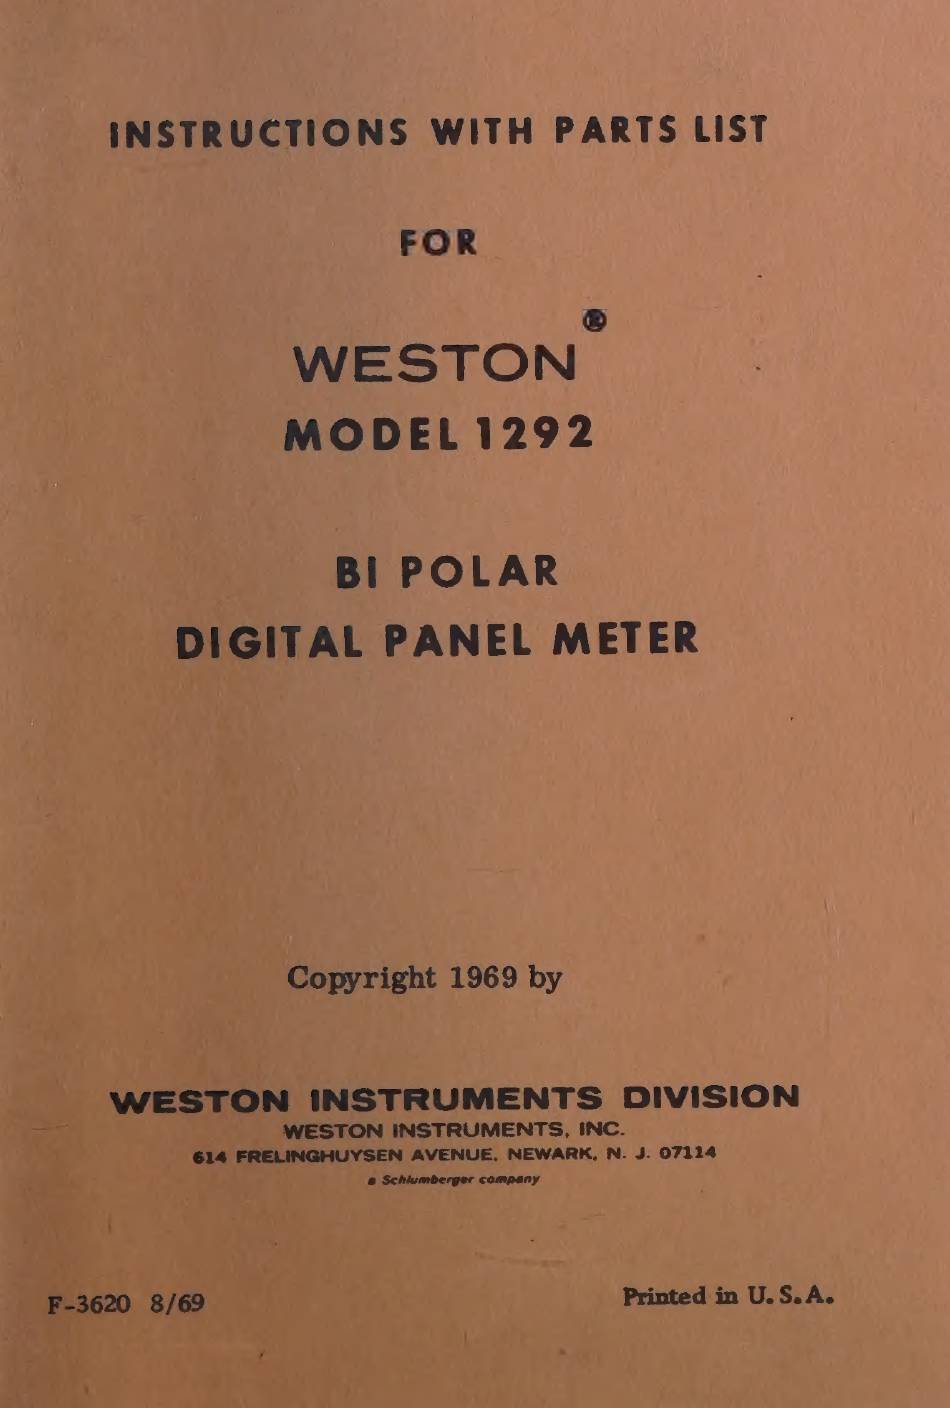 INSTRUCTIONS WITH PARTS LIST
FOR
WESTON®
MODEL 1292
BI POLAR
DIGITAL PANEL METER
Copyright 1969 by
WESTON INSTRUMENTS DIVISION
WESTON INSTRUMENTS, INC.
614 FRELINGHUYSEN AVENUE, NEWARK, N. J. 07114
a Schlumberger company
F-3620 8/69
Printed in U.S.A.